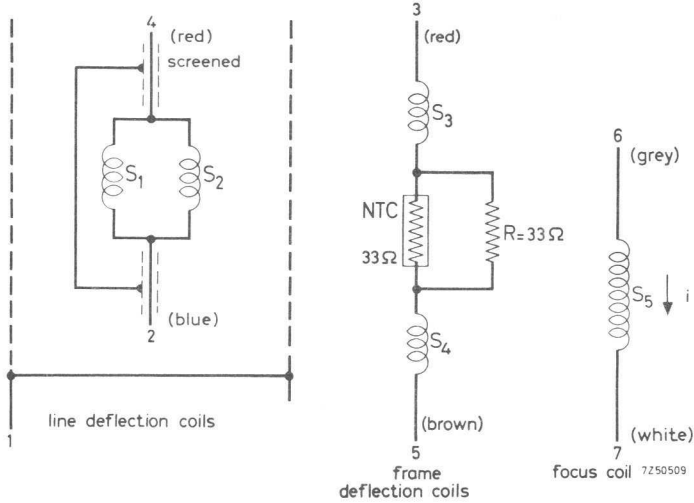 4
(red)
screened
S1
S2
2
(blue)
1
line deflection coils
3
(red)
S3
NTC
33Ω
R=33Ω
S4
(brown)
5
frame
deflection coils
6
(grey)
S5
i
(white)
7
focus coil
7Z50509